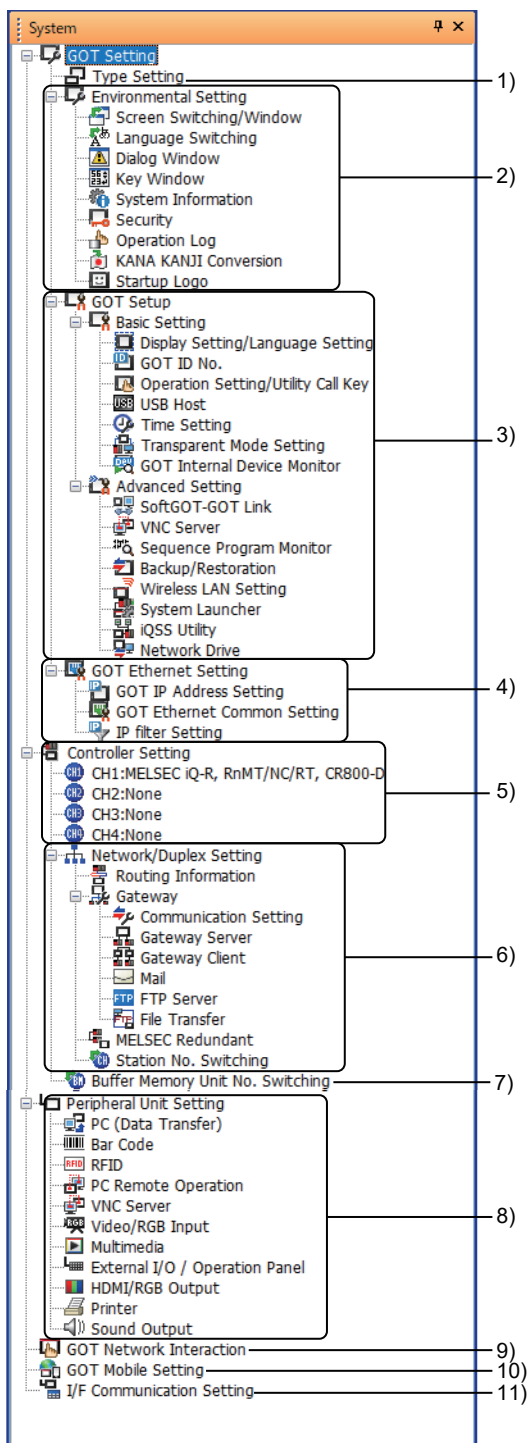 System
GOT Setting
Type Setting 1)
Environmental Setting
Screen Switching/Window
Language Switching
Dialog Window
Key Window 2)
System Information
Security
Operation Log
KANA KANJI Conversion
Startup Logo
GOT Setup
Basic Setting
Display Setting/Language Setting
GOT ID No.
Operation Setting/Utility Call Key
USB Host
Time Setting 3)
Transparent Mode Setting
GOT Internal Device Monitor
Advanced Setting
SoftGOT-GOT Link
VNC Server
Sequence Program Monitor
Backup/Restoration
Wireless LAN Setting
System Launcher
iQSS Utility
Network Drive
GOT Ethernet Setting
GOT IP Address Setting 4)
GOT Ethernet Common Setting
IP filter Setting
Controller Setting
CH1:MELSEC iQ-R, RnMT/NC/RT, CR800-D
CH2:None 5)
CH3:None
CH4:None
Network/Duplex Setting
Routing Information
Gateway
Communication Setting
Gateway Server
Gateway Client 6)
Mail
FTP Server
File Transfer
MELSEC Redundant
Station No. Switching
Buffer Memory Unit No. Switching 7)
Peripheral Unit Setting
PC (Data Transfer)
Bar Code
RFID
PC Remote Operation
VNC Server 8)
Video/RGB Input
Multimedia
External I/O / Operation Panel
HDMI/RGB Output
Printer
Sound Output
GOT Network Interaction 9)
GOT Mobile Setting 10)
I/F Communication Setting 11)